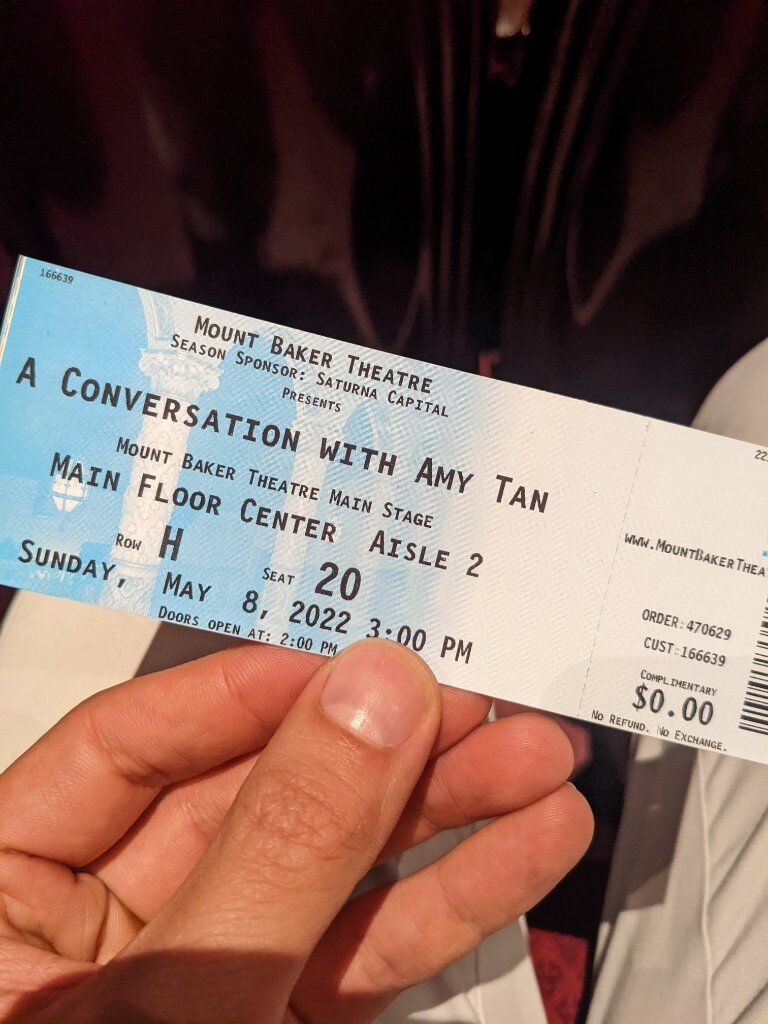 166639
Mount Baker Theatre
Season Sponsor: Saturna Capital
Presents
A Conversation with Amy Tan
Mount Baker Theatre Main Stage
Main Floor Center Aisle 2
Row H Seat 20
Sunday, May 8, 2022 3:00 PM
Doors open at: 2:00 PM
www.MountBakerThea
Order:470629
Cust:166639
Complimentary
$0.00
No Refund. No Exchange.